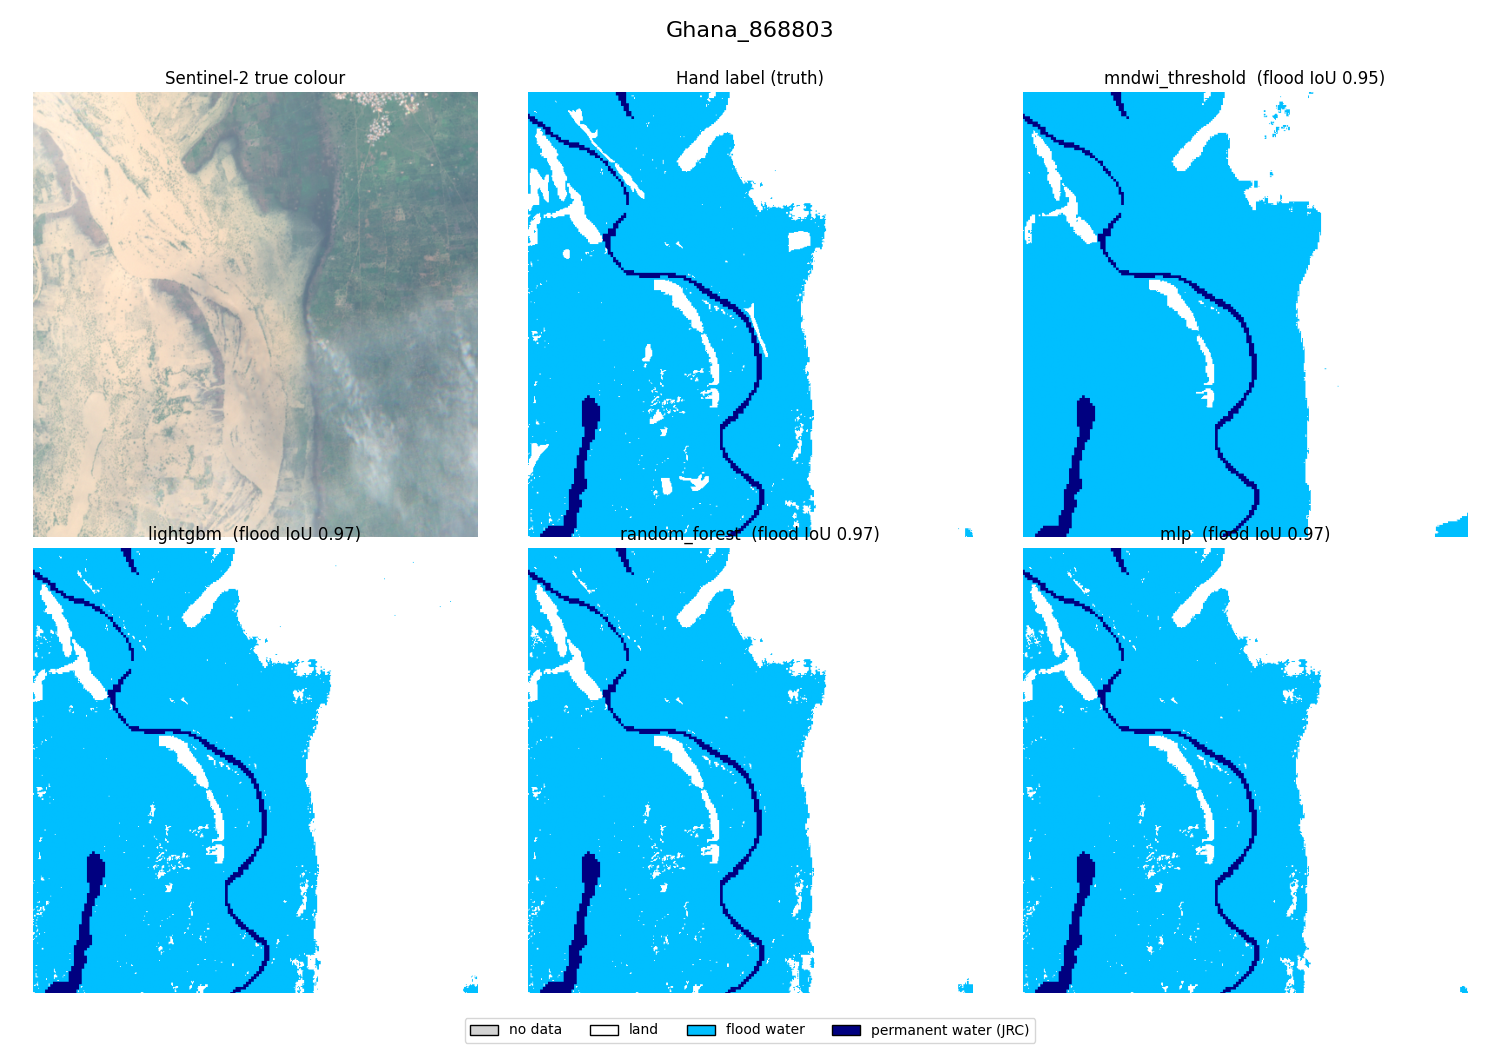 Ghana_868803
Sentinel-2 true colour
Hand label (truth)
mndwi_threshold (flood IoU 0.95)
lightgbm (flood IoU 0.97)
random_forest (flood IoU 0.97)
mlp (flood IoU 0.97)
no data
land
flood water
permanent water (JRC)